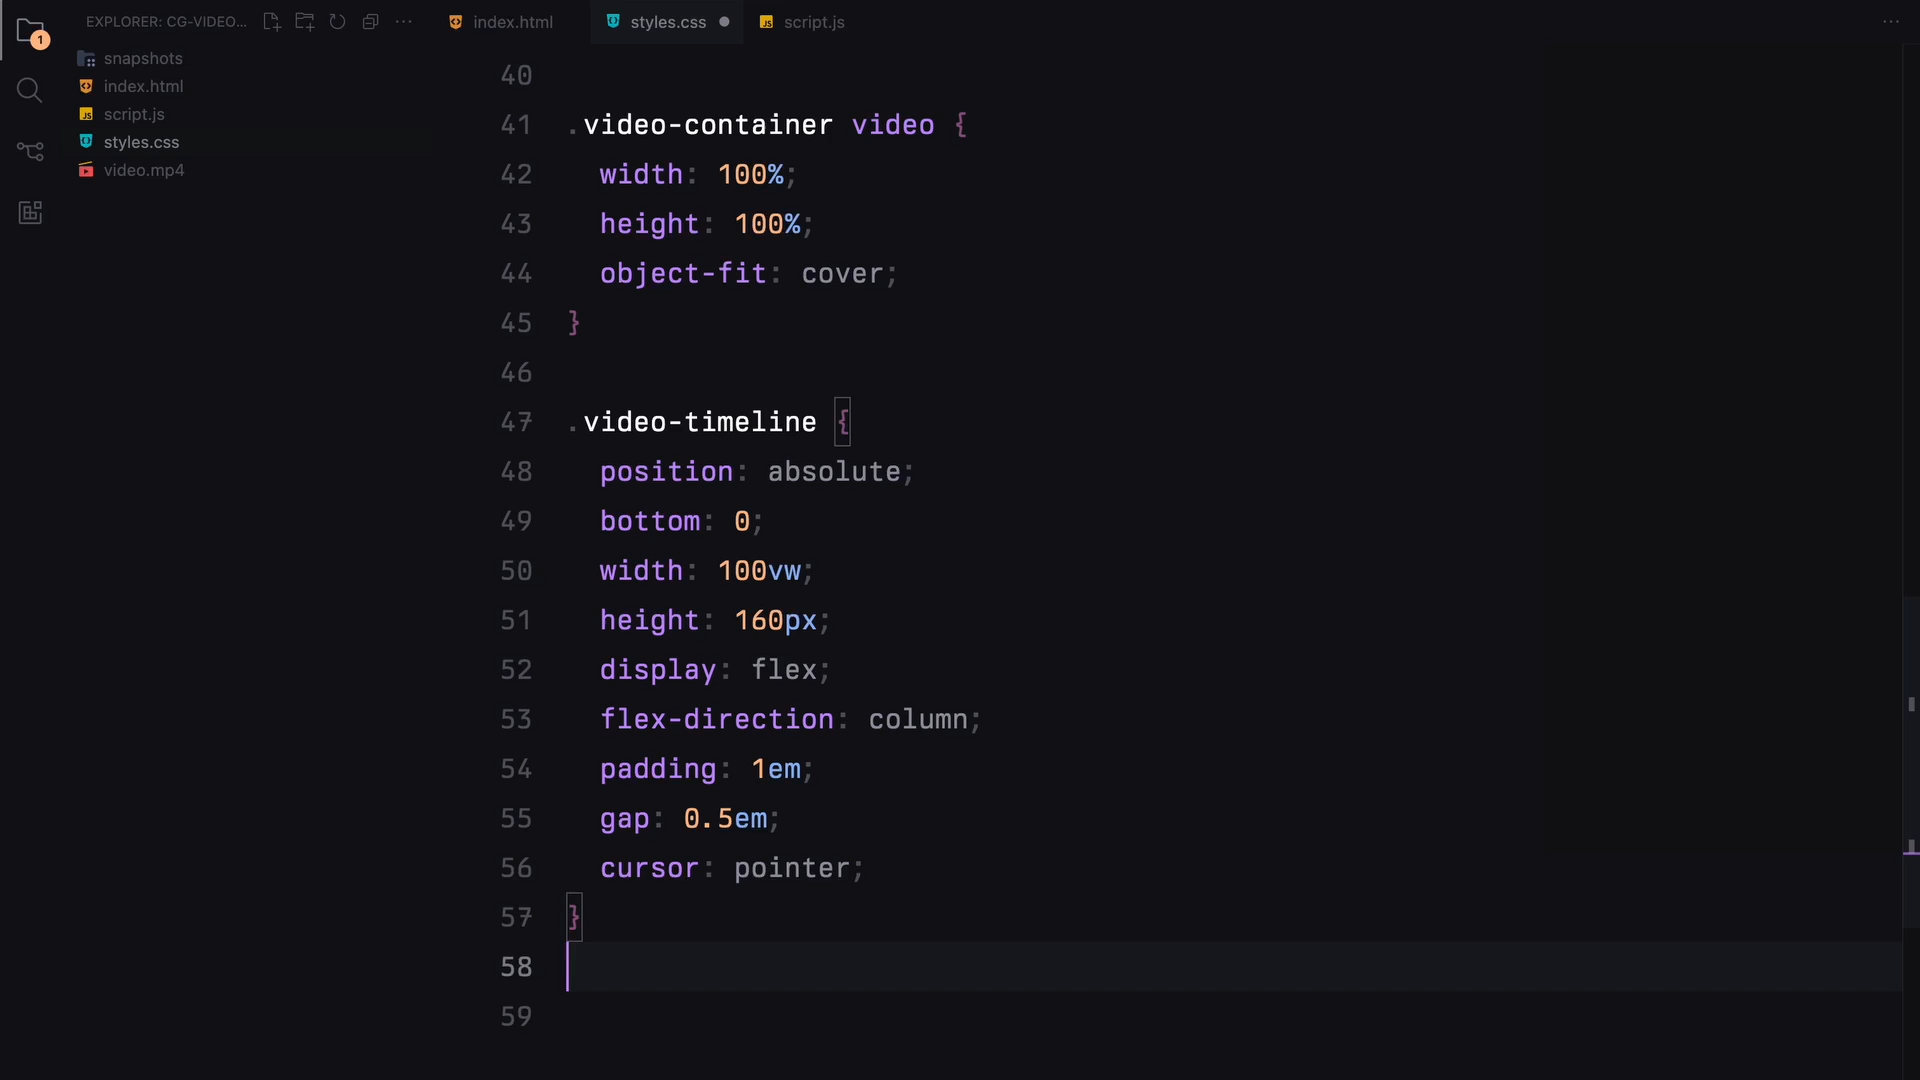 EXPLORER: CG-VIDEO...
index.html
styles.css
script.js
1
snapshots
index.html
script.js
styles.css
video.mp4
40
41 .video-container video {
42 width: 100%;
43 height: 100%;
44 object-fit: cover;
45 }
46
47 .video-timeline {
48 position: absolute;
49 bottom: 0;
50 width: 100vw;
51 height: 160px;
52 display: flex;
53 flex-direction: column;
54 padding: 1em;
55 gap: 0.5em;
56 cursor: pointer;
57 }
58
59